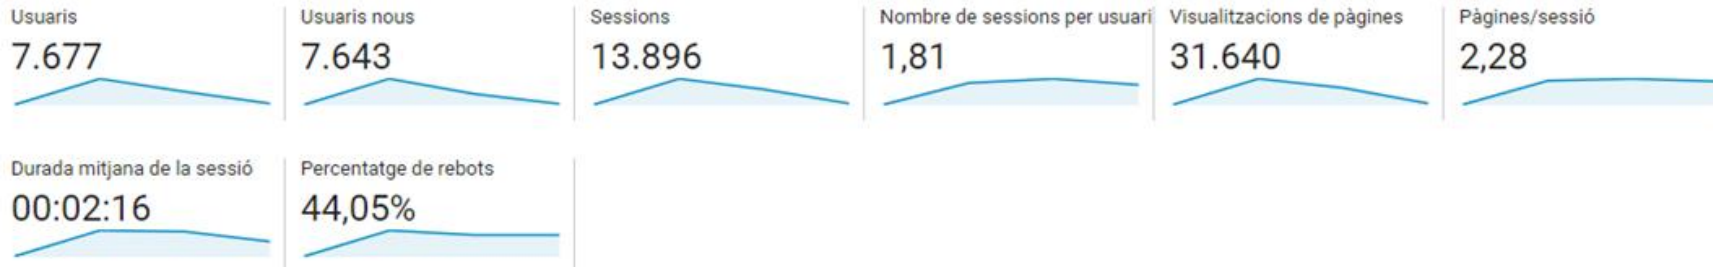 Usuaris
7.677
Usuaris nous
7.643
Sessions
13.896
Nombre de sessions per usuari
1,81
Visualitzacions de pàgines
31.640
Pàgines/sessió
2,28
Durada mitjana de la sessió
00:02:16
Percentatge de rebots
44,05%